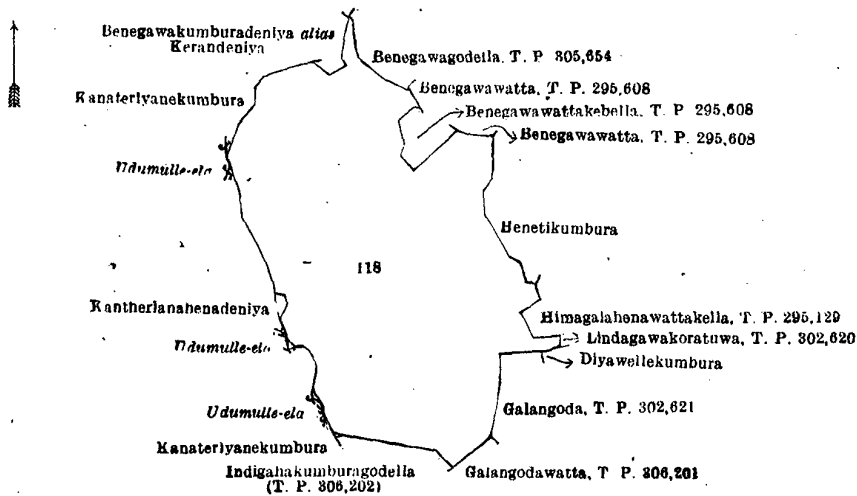 Benegawakumburadeniya alias
Kerandeniya
Benegawagodella, T. P. 305,654
Benegawawatta, T. P. 295,608
Kanateriyanekumbura
Benegawawattakebella, T. P 295,608
Benegawawatta, T. P. 295,608
Udumulle-ela
Henetikumbura
118
Kantherianahenadeniya
Himagalahenawattakella, T. P. 295,129
Lindagawakoratuwa, T. P. 302,620
Udumulle-ela
Diyawellekumbura
Udumulle-ela
Galangoda, T. P. 302,621
Kanateriyanekumbura
Indigahakumburagodella
(T. P. 306,202)
Galangodawatta, T P. 306,201